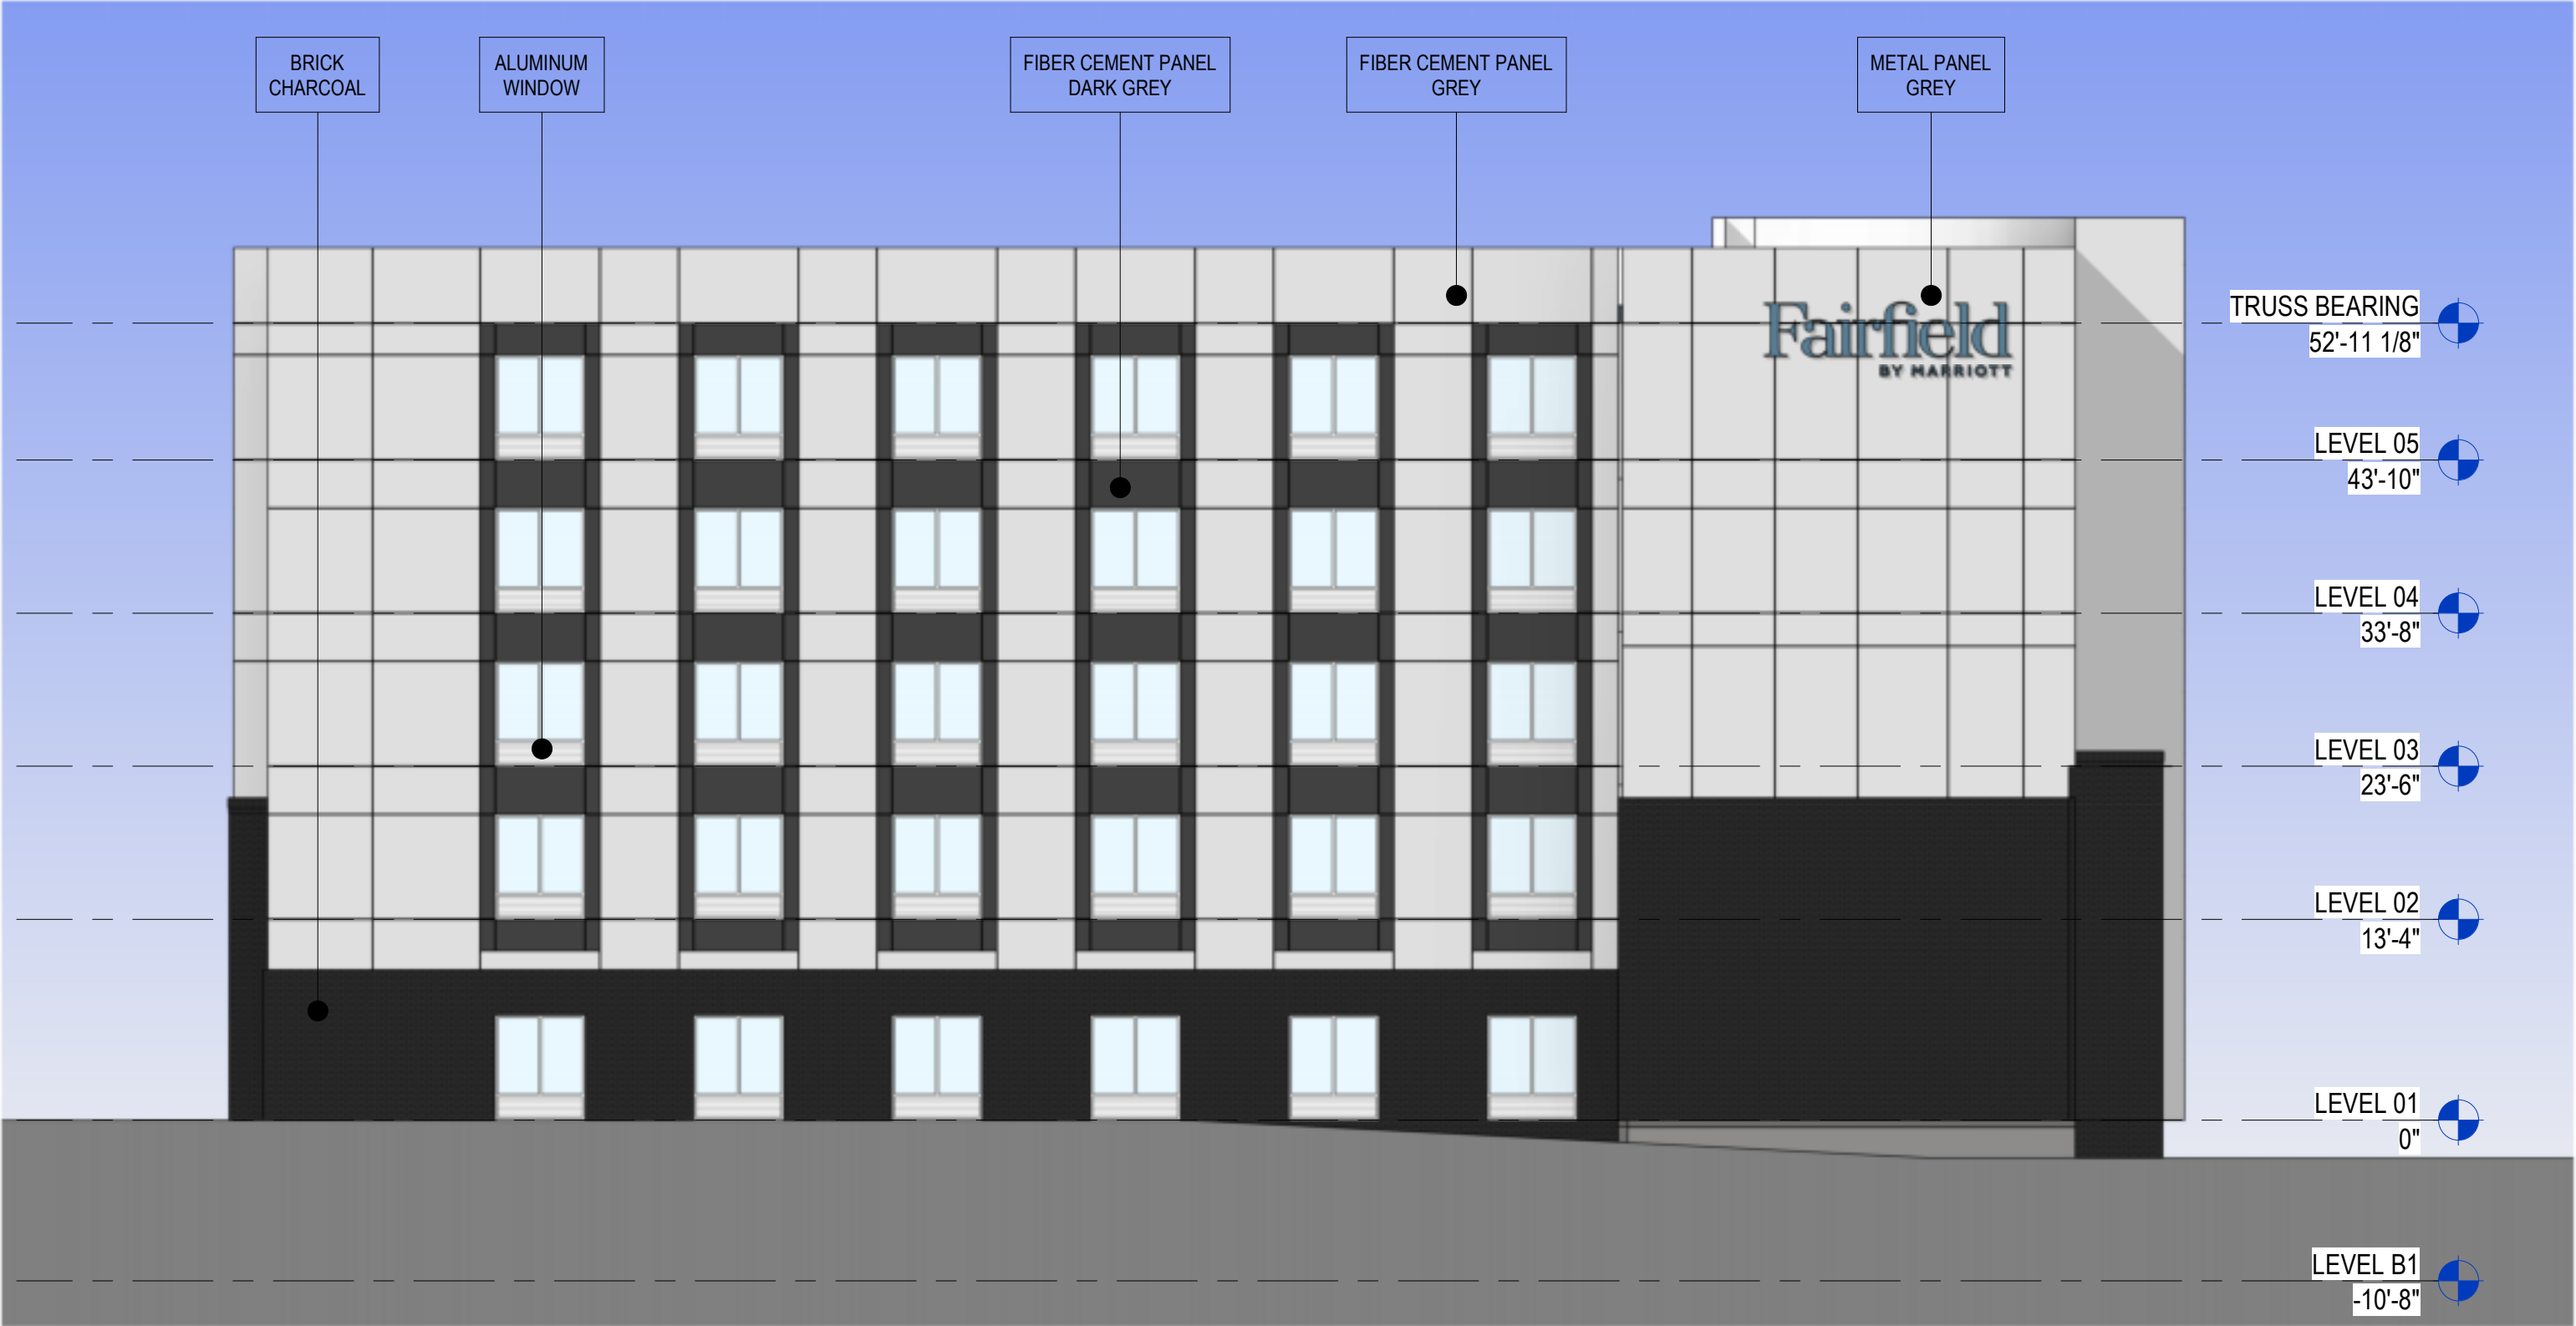 BRICK
CHARCOAL
ALUMINUM
WINDOW
FIBER CEMENT PANEL
DARK GREY
FIBER CEMENT PANEL
GREY
METAL PANEL
GREY
Fairfield
BY MARRIOTT
TRUSS BEARING
52'-11 1/8"
LEVEL 05
43'-10"
LEVEL 04
33'-8"
LEVEL 03
23'-6"
LEVEL 02
13'-4"
LEVEL 01
0"
LEVEL B1
-10'-8"